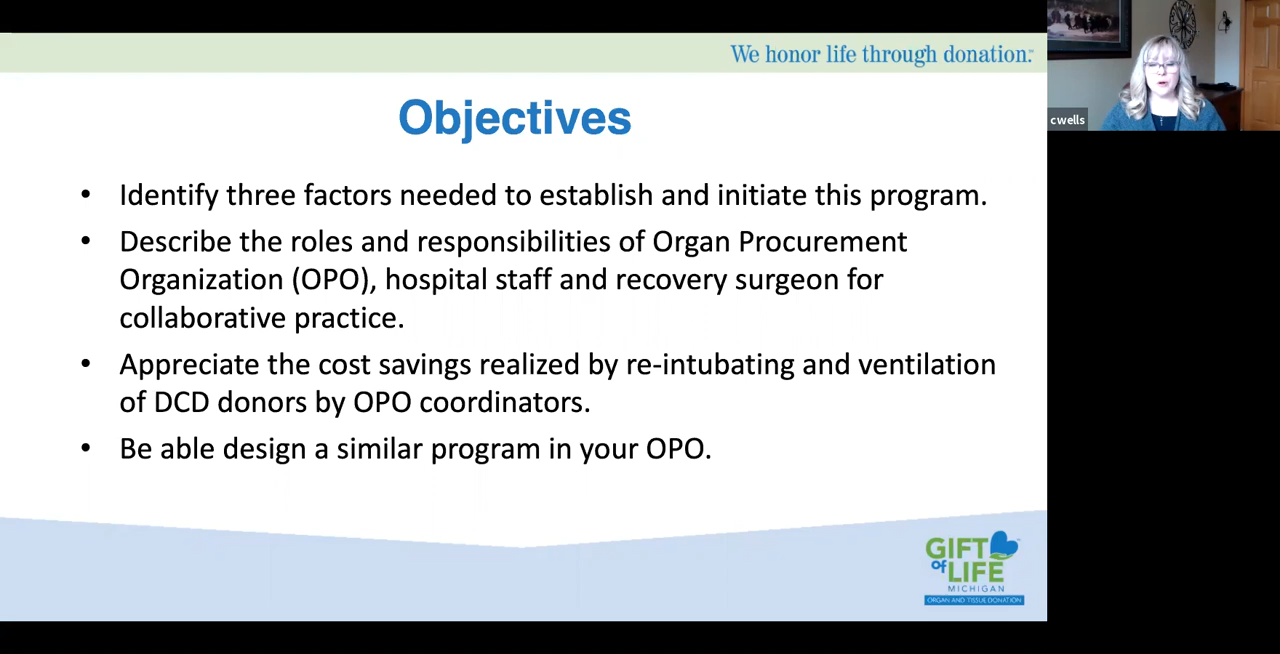 We honor life through donation.
cwells
Objectives
• Identify three factors needed to establish and initiate this program.
• Describe the roles and responsibilities of Organ Procurement
Organization (OPO), hospital staff and recovery surgeon for
collaborative practice.
• Appreciate the cost savings realized by re-intubating and ventilation
of DCD donors by OPO coordinators.
• Be able design a similar program in your OPO.
GIFT
of LIFE
MICHIGAN
ORGAN AND TISSUE DONATION